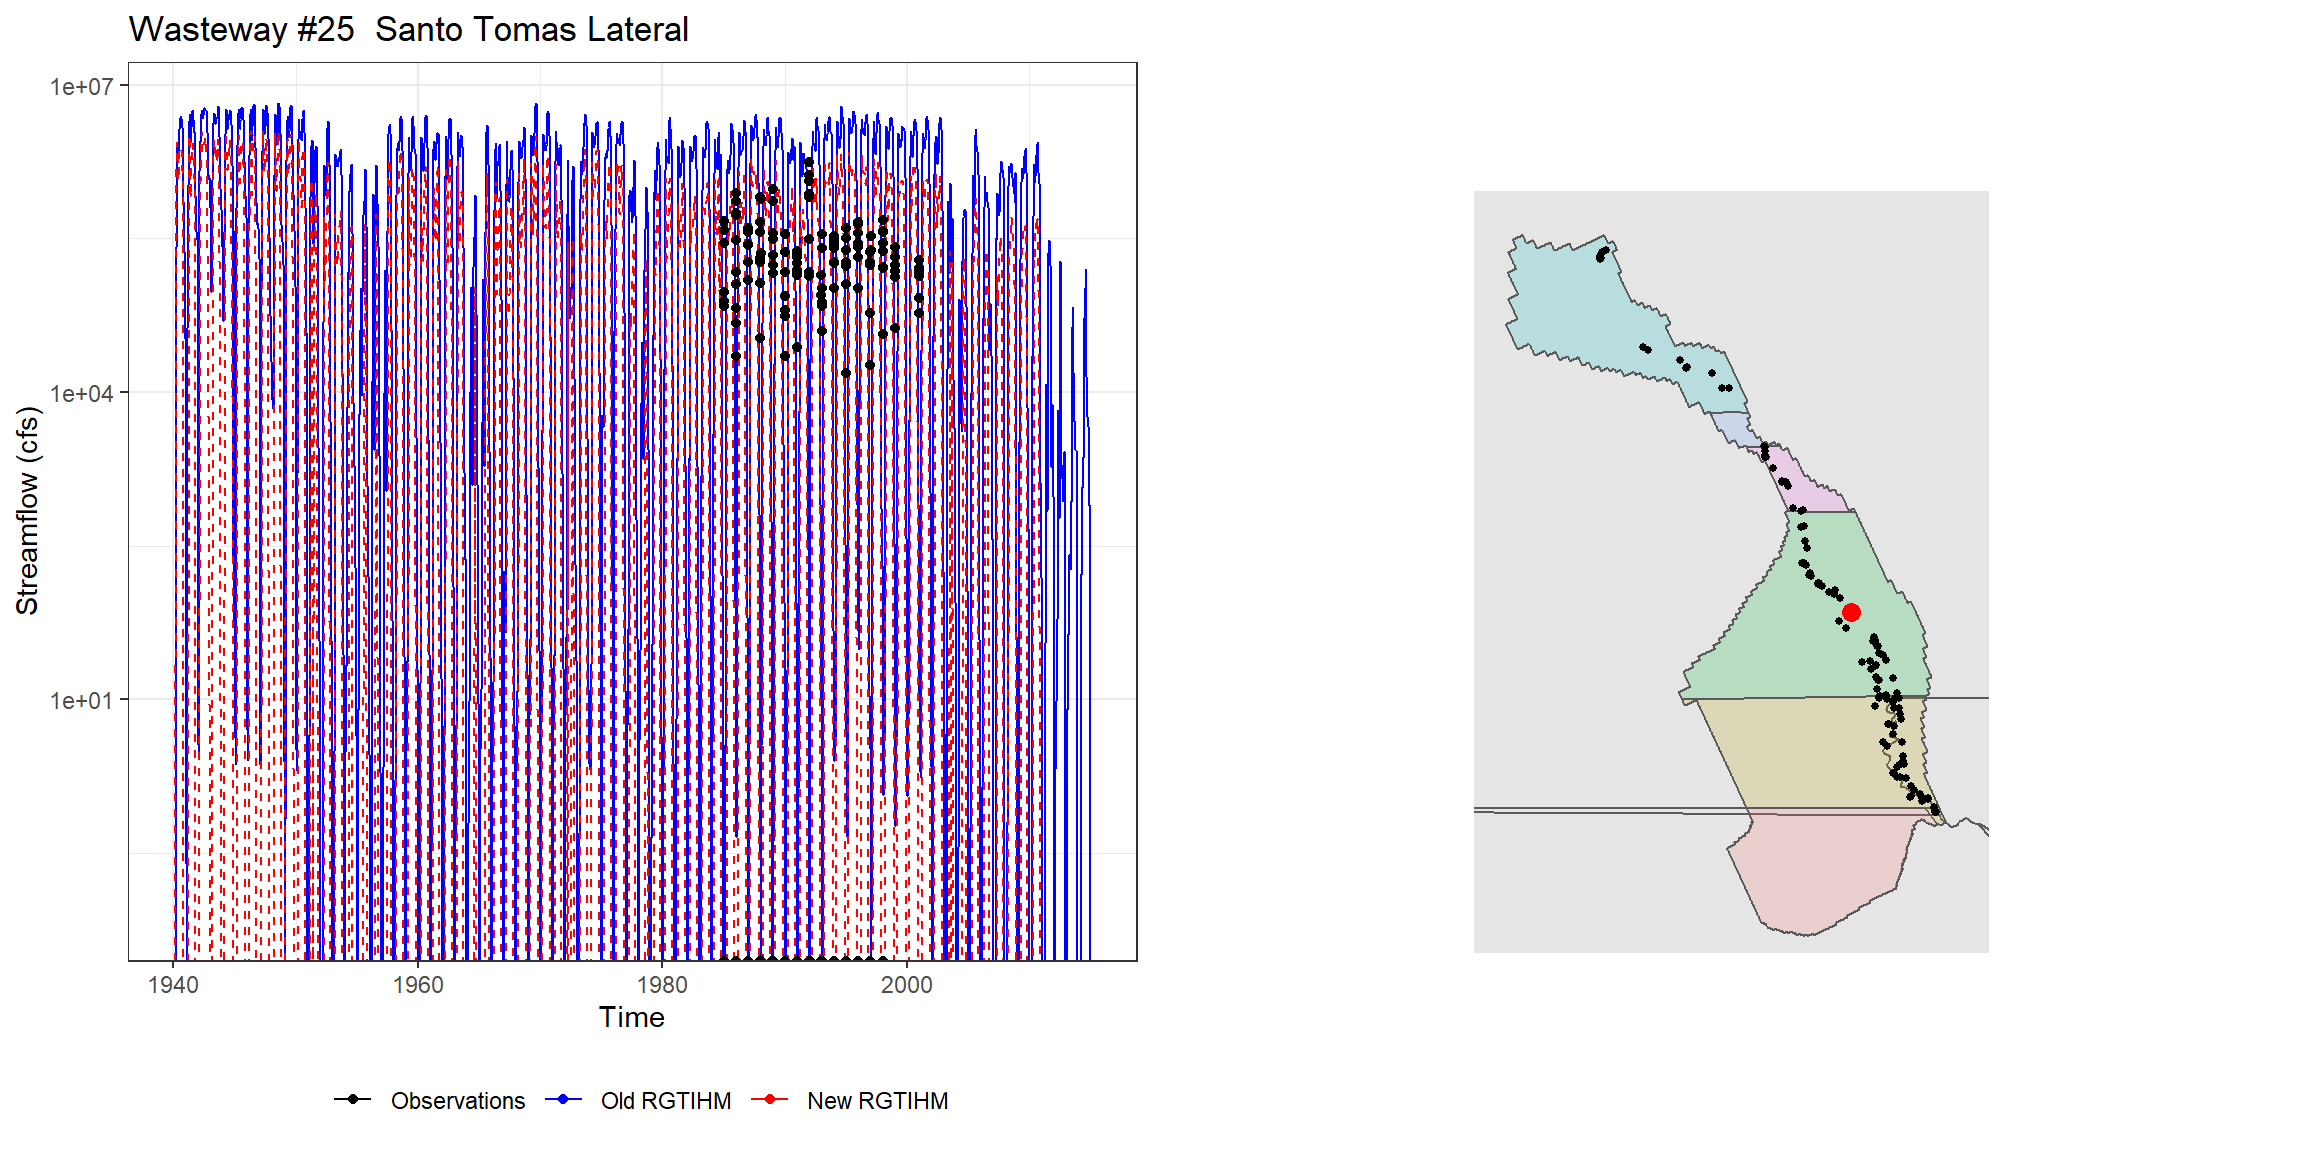 Wasteway #25  Santo Tomas Lateral
1e+07
1e+04
1e+01
Streamflow (cfs)
1940
1960
1980
2000
Time
Observations
Old RGTIHM
New RGTIHM